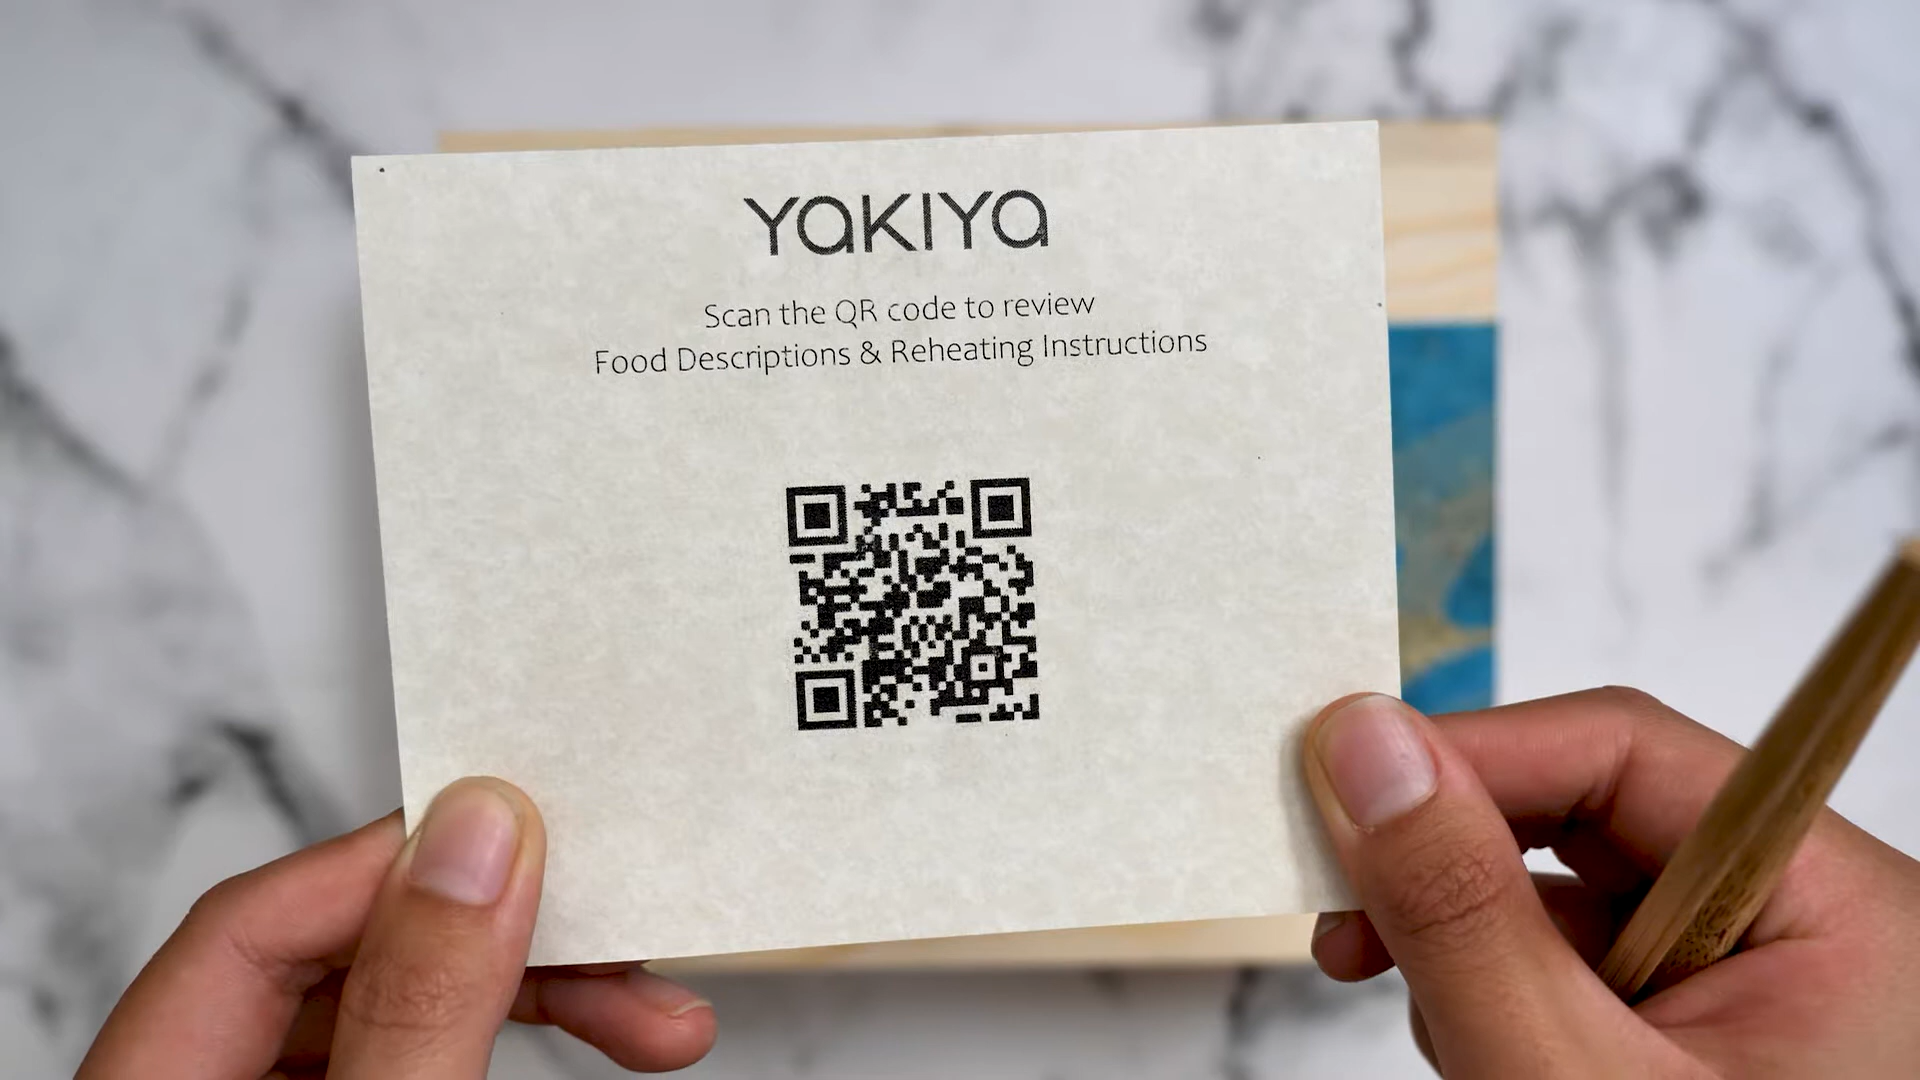 YAKIYA
Scan the QR code to review
Food Descriptions & Reheating Instructions